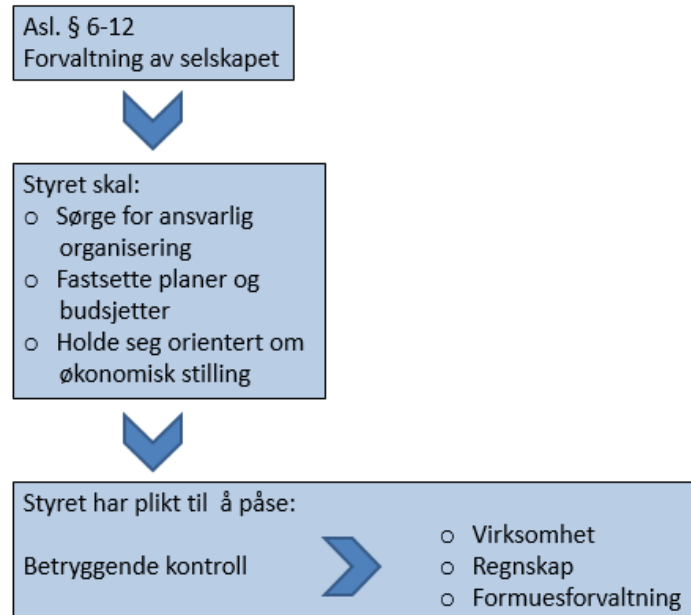 Asl. § 6-12
Forvaltning av selskapet
Styret skal:
o Sørge for ansvarlig
organisering
o Fastsette planer og
budsjetter
o Holde seg orientert om
økonomisk stilling
Styret har plikt til å påse:
Betryggende kontroll
o Virksomhet
o Regnskap
o Formuesforvaltning